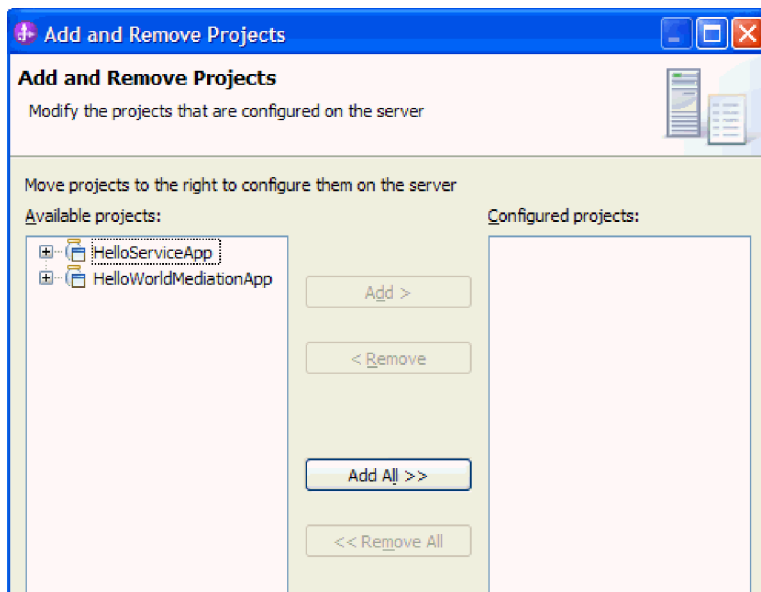 Add and Remove Projects
Add and Remove Projects
Modify the projects that are configured on the server
Move projects to the right to configure them on the server
Available projects:
Configured projects:
HelloServiceApp
HelloWorldMediationApp
Add >
< Remove
Add All >>
<< Remove All